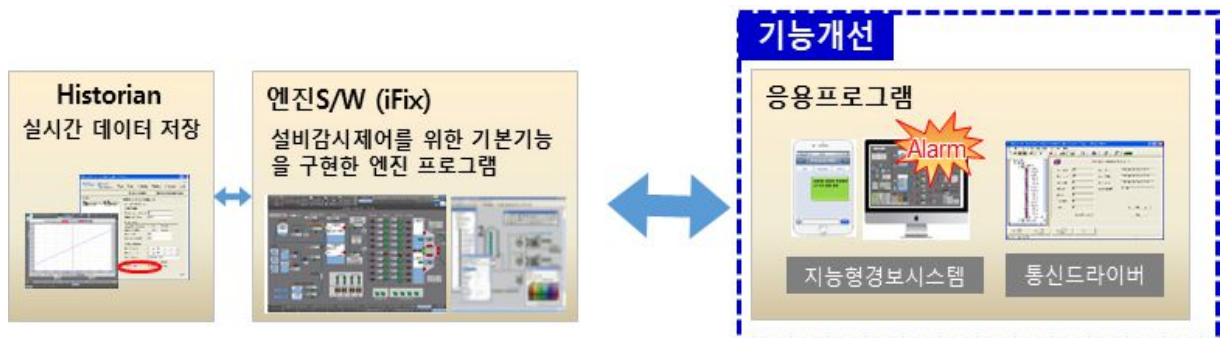 기능개선
Historian
실시간 데이터 저장
엔진S/W (iFix)
설비감시제어를 위한 기본기능
을 구현한 엔진 프로그램
응용프로그램
Alarm
지능형경보시스템
통신드라이버